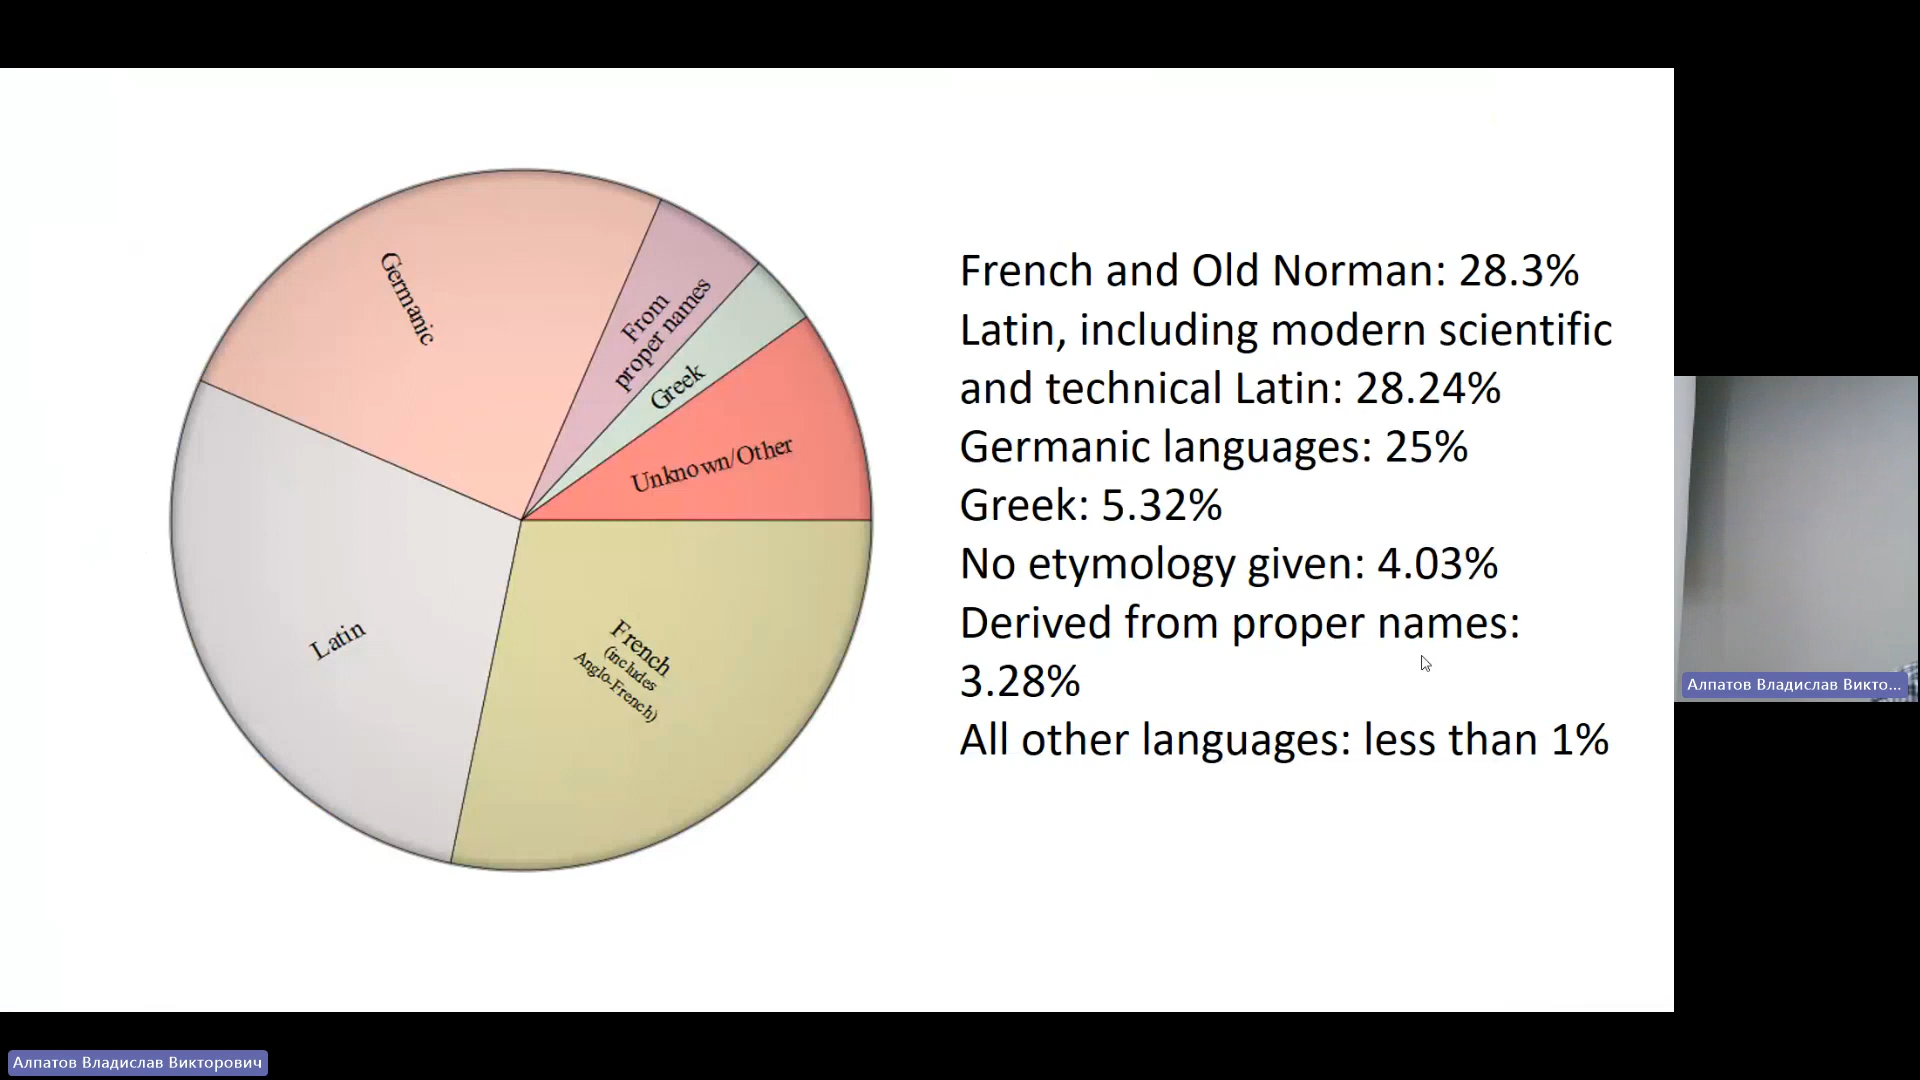 Germanic
From
proper names
Greek
Unknown/Other
Latin
French
(includes
Anglo-French)
French and Old Norman: 28.3%
Latin, including modern scientific
and technical Latin: 28.24%
Germanic languages: 25%
Greek: 5.32%
No etymology given: 4.03%
Derived from proper names:
3.28%
All other languages: less than 1%
Алпатов Владислав Викто...
Алпатов Владислав Викторович